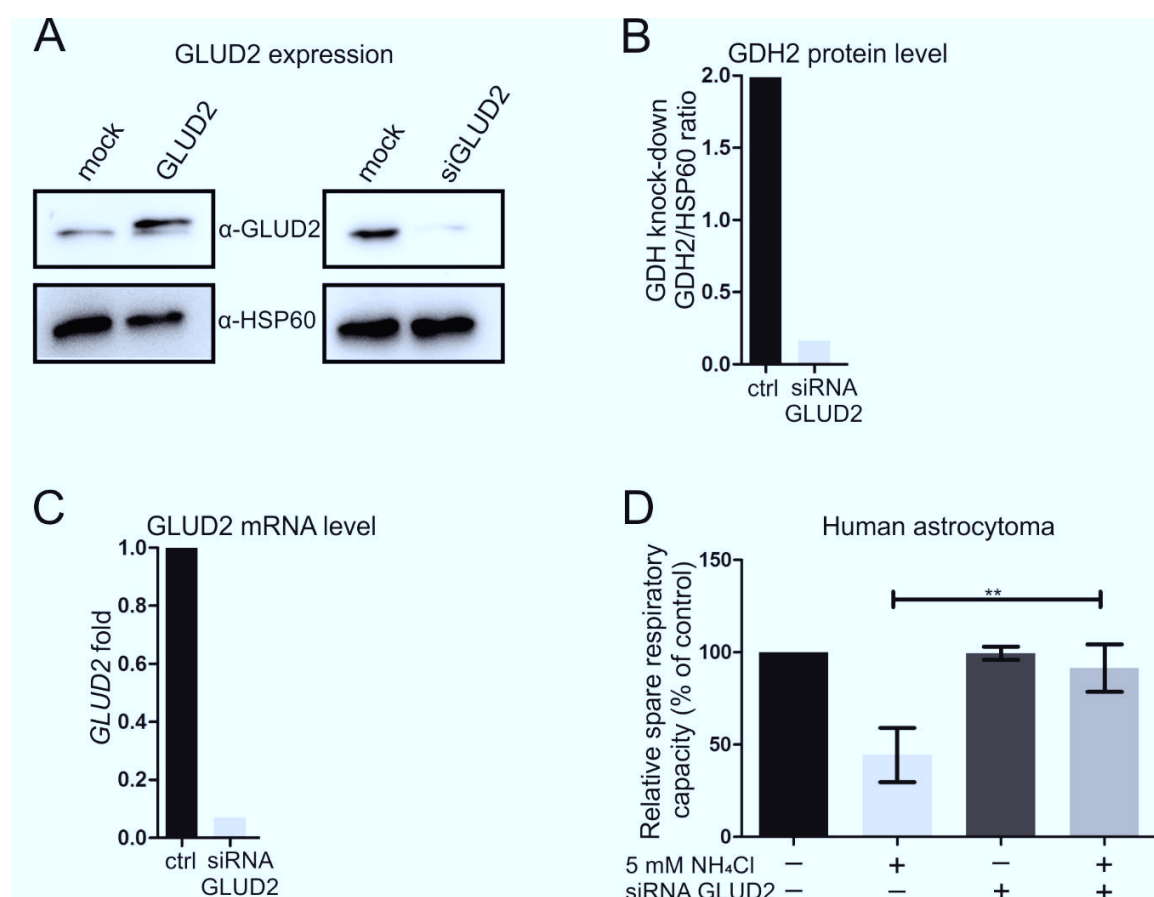 A
GLUD2 expression
mock
GLUD2
mock
siGLUD2
α-GLUD2
α-HSP60
B
GDH2 protein level
GDH knock-down
GDH2/HSP60 ratio
2.0
1.5
1.0
0.5
0.0
ctrl siRNA
GLUD2
C
GLUD2 mRNA level
GLUD2 fold
1.0
0.8
0.6
0.4
0.2
0.0
ctrl siRNA
GLUD2
D
Human astrocytoma
Relative spare respiratory
capacity (% of control)
150
100
50
0
**
5 mM NH₄Cl − + − +
siRNA GLUD2 − − + +